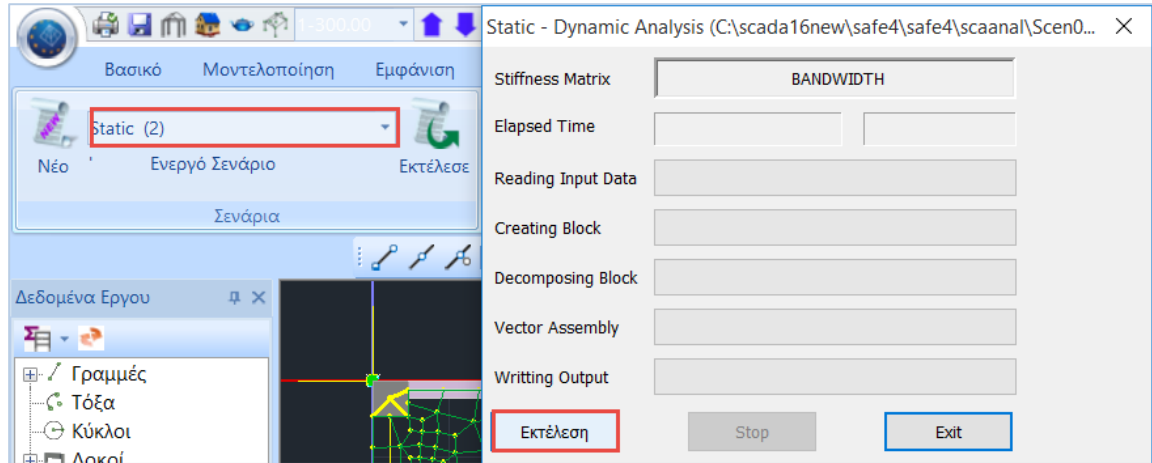 1-300.00
Βασικό Μοντελοποίηση Εμφάνιση
NEW
Static (2)
Νέο Ενεργό Σενάριο Εκτέλεσε
Σενάρια
Δεδομένα Εργου
Γραμμές
Τόξα
Κύκλοι
Δοκοί
Static - Dynamic Analysis (C:\scada16new\safe4\safe4\scaanal\Scen0...
Stiffness Matrix BANDWIDTH
Elapsed Time
Reading Input Data
Creating Block
Decomposing Block
Vector Assembly
Writting Output
Εκτέλεση Stop Exit